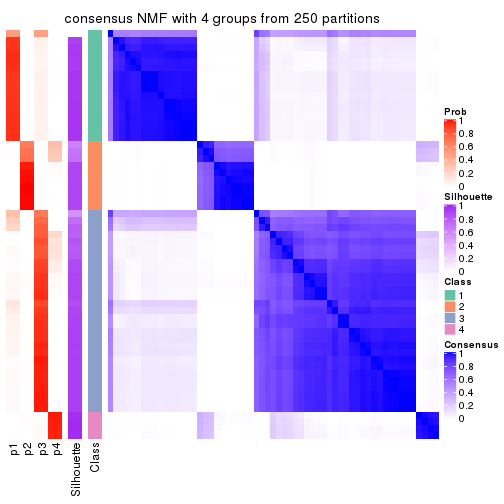 consensus NMF with 4 groups from 250 partitions
Prob
1
0.8
0.6
0.4
0.2
0
Silhouette
1
0.8
0.6
0.4
0.2
0
Class
1
2
3
4
Consensus
1
0.8
0.6
0.4
0.2
0
p1
p2
p3
p4
Silhouette
Class